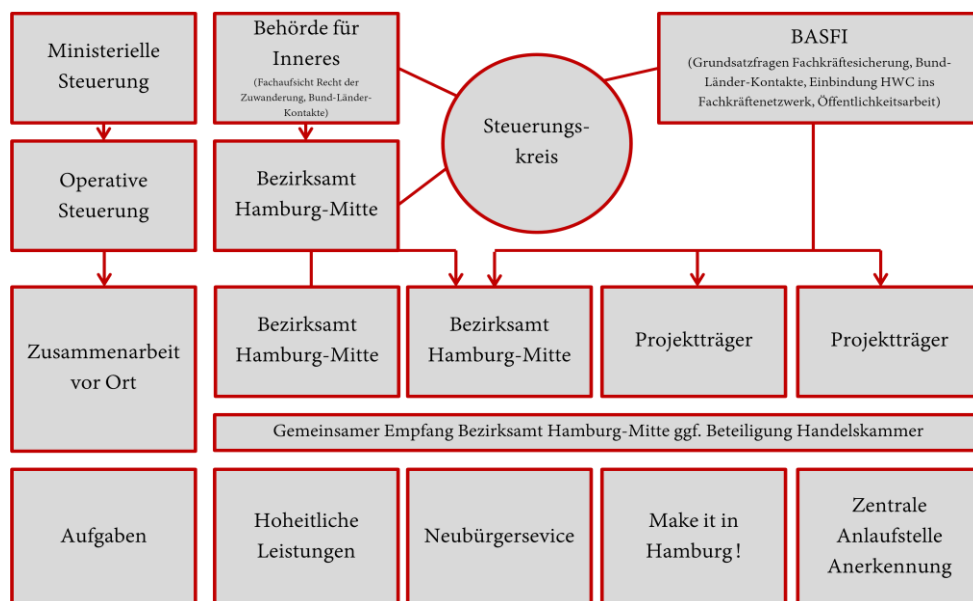 Ministerielle
Steuerung
Behörde für
Inneres
(Fachaufsicht Recht der
Zuwanderung, Bund-Länder-
Kontakte)
Steuerungs-
kreis
BASFI
(Grundsatzfragen Fachkräftesicherung, Bund-
Länder-Kontakte, Einbindung HWC ins
Fachkräftenetzwerk, Öffentlichkeitsarbeit)
Operative
Steuerung
Bezirksamt
Hamburg-Mitte
Zusammenarbeit
vor Ort
Bezirksamt
Hamburg-Mitte
Bezirksamt
Hamburg-Mitte
Projektträger
Projektträger
Gemeinsamer Empfang Bezirksamt Hamburg-Mitte ggf. Beteiligung Handelskammer
Aufgaben
Hoheitliche
Leistungen
Neubürgersevice
Make it in
Hamburg!
Zentrale
Anlaufstelle
Anerkennung